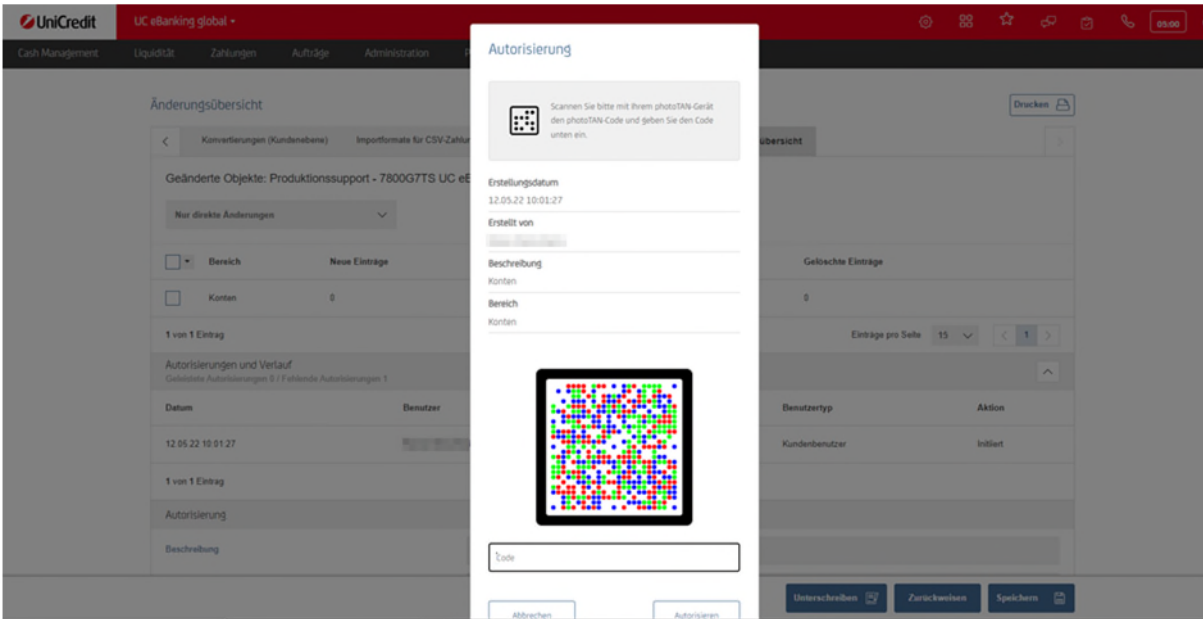 UniCredit
UC eBanking global
05:00
Cash Management
Liquidität
Zahlungen
Aufträge
Administration
Änderungsübersicht
Drucken
Konvertierungen (Kundenebene)
Importformate für CSV-Zahlur
übersicht
Geänderte Objekte: Produktionssupport - 7800G7TS UC eB
Nur direkte Änderungen
Bereich
Neue Einträge
Gelöschte Einträge
Konten
0
0
1 von 1 Eintrag
Einträge pro Seite
15
1
Autorisierungen und Verlauf
Geleistete Autorisierungen 0 / Fehlende Autorisierungen 1
Datum
Benutzer
Benutzertyp
Aktion
12.05.22 10:01:27
Kundenbenutzer
Initiiert
1 von 1 Eintrag
Autorisierung
Beschreibung
Unterschreiben
Zurückweisen
Speichern
Autorisierung
Scannen Sie bitte mit Ihrem photoTAN-Gerät
den photoTAN-Code und geben Sie den Code
unten ein.
Erstellungsdatum
12.05.22 10:01:27
Erstellt von
Beschreibung
Konten
Bereich
Konten
Code
Abbrechen
Autorisieren